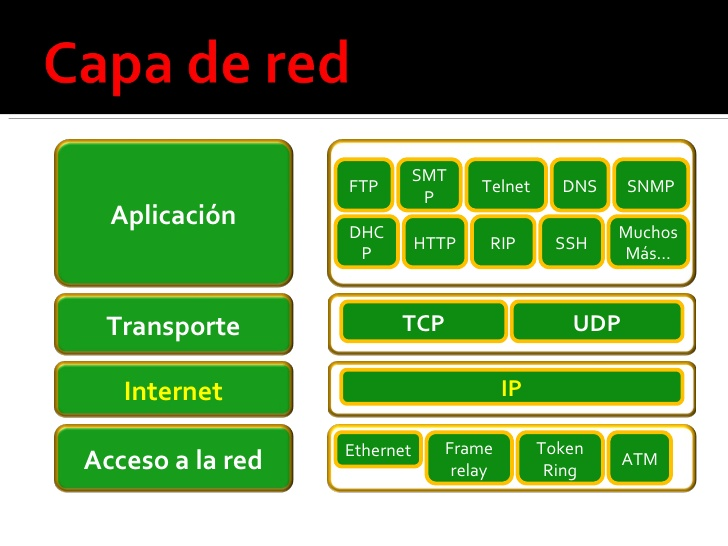 Capa de red
Aplicación
FTP
SMT
P
Telnet
DNS
SNMP
DHC
P
HTTP
RIP
SSH
Muchos
Más...
Transporte
TCP
UDP
Internet
IP
Acceso a la red
Ethernet
Frame
relay
Token
Ring
ATM